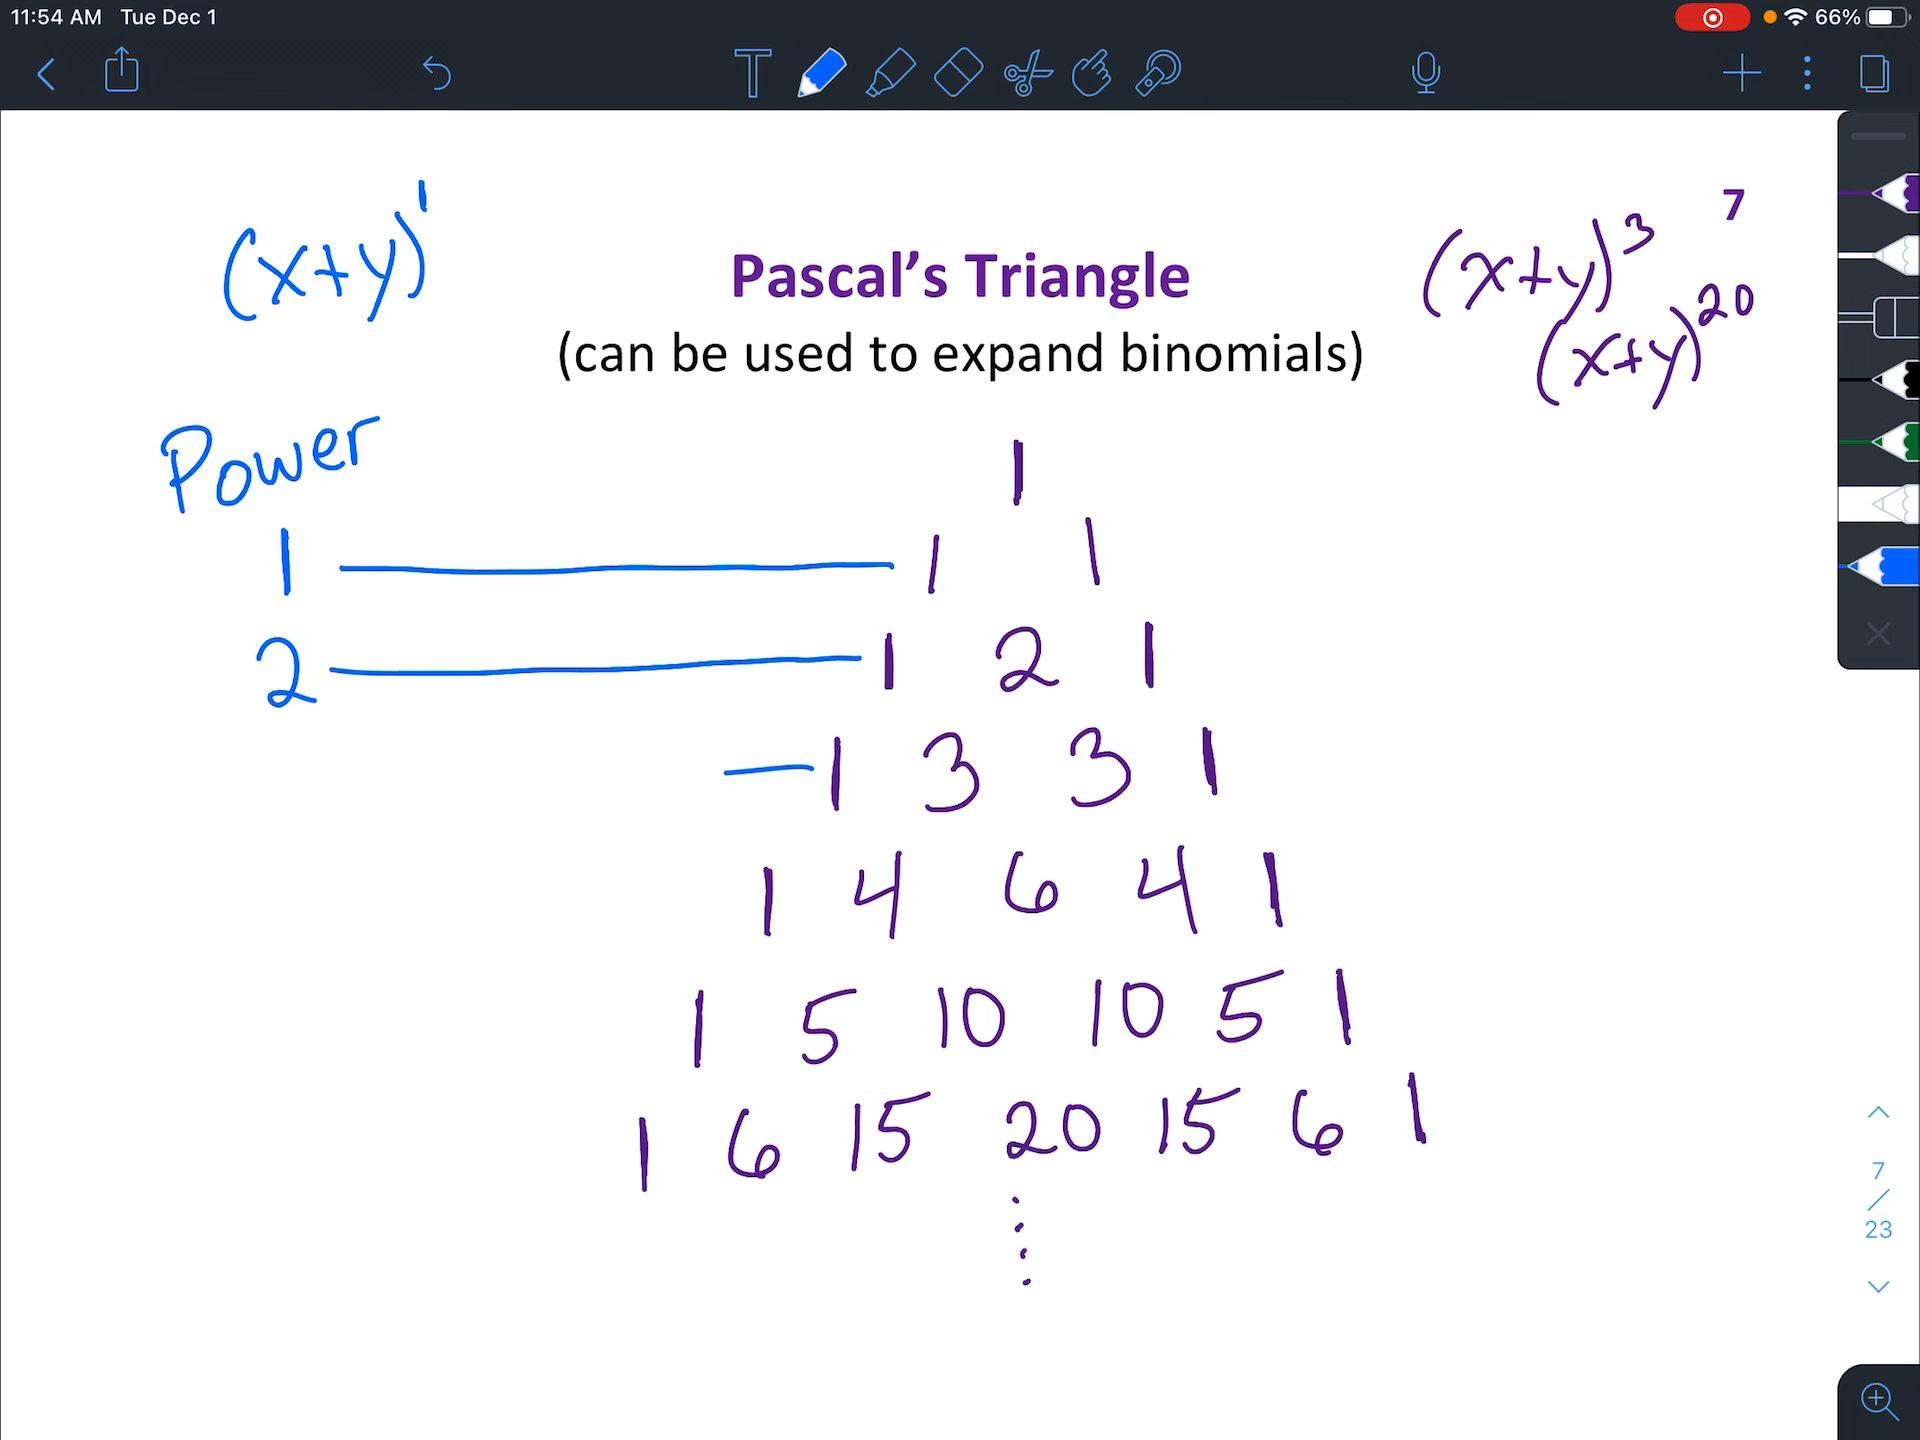 11:54 AM Tue Dec 1
66%
7
(x+y)^1
Pascal’s Triangle
(x+y)^3
(can be used to expand binomials)
(x+y)^20
Power
1
1 1 1
2 1 2 1
1 3 3 1
1 4 6 4 1
1 5 10 10 5 1
1 6 15 20 15 6 1
7
/
23